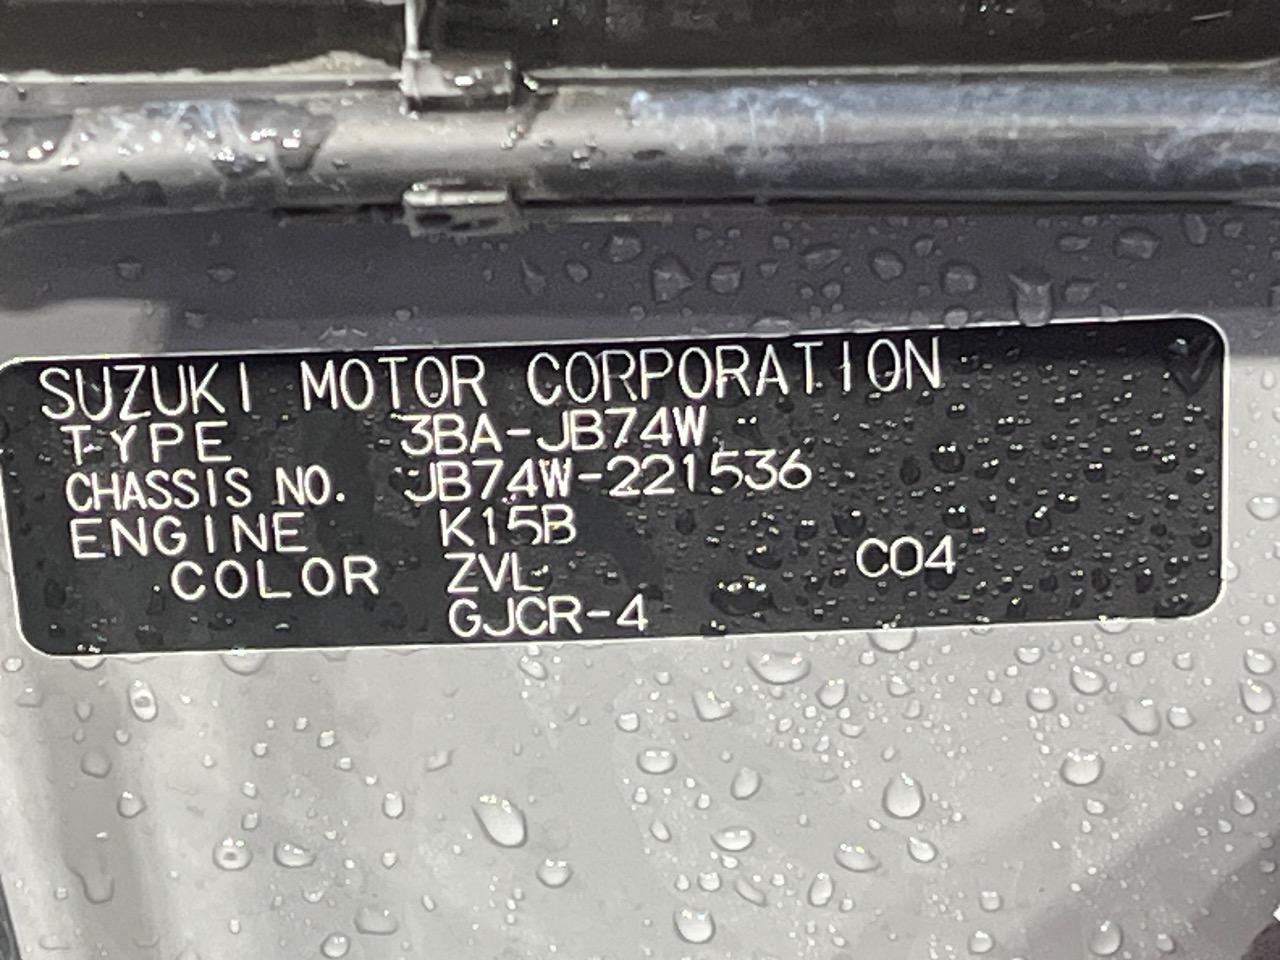 SUZUKI MOTOR CORPORATION
TYPE 3BA-JB74W
CHASSIS NO. JB74W-221536
ENGINE K15B
COLOR ZVL C04
GJCR-4